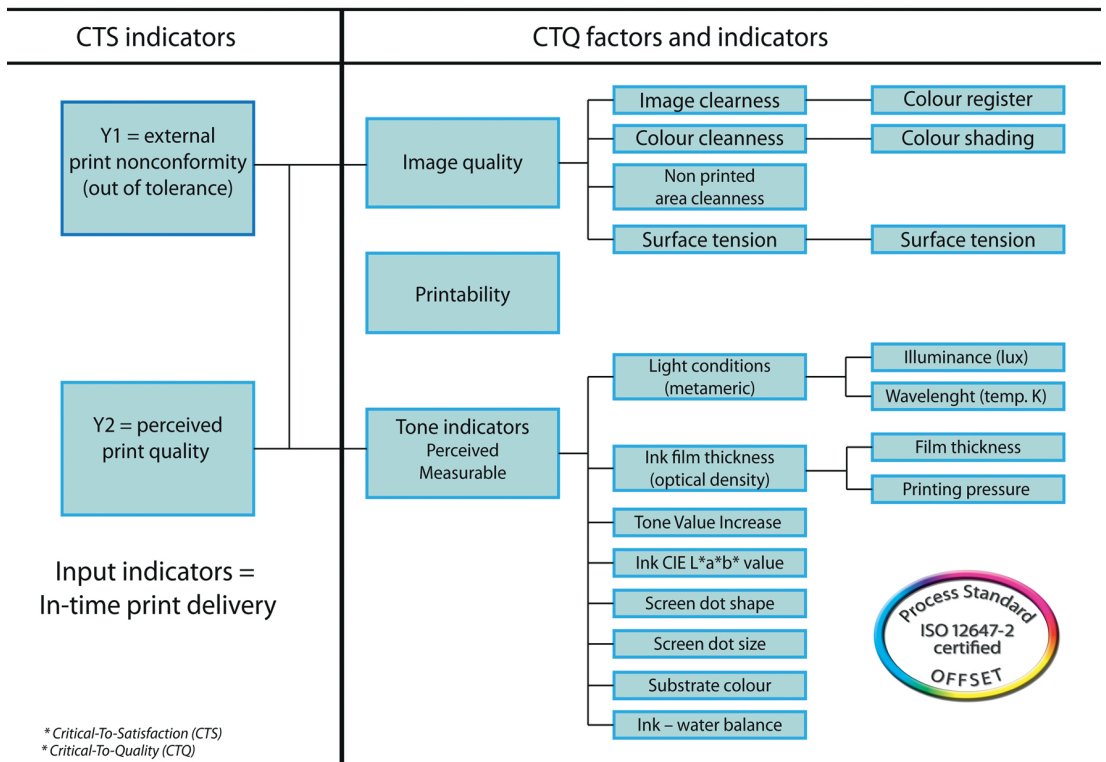 CTS indicators
CTQ factors and indicators
Y1 = external
print nonconformity
(out of tolerance)
Y2 = perceived
print quality
Input indicators =
In-time print delivery
* Critical-To-Satisfaction (CTS)
* Critical-To-Quality (CTQ)
Image quality
Printability
Tone indicators
Perceived
Measurable
Image clearness
Colour register
Colour cleanness
Colour shading
Non printed
area cleanness
Surface tension
Surface tension
Light conditions
(metameric)
Illuminance (lux)
Wavelenght (temp. K)
Ink film thickness
(optical density)
Film thickness
Printing pressure
Tone Value Increase
Ink CIE L*a*b* value
Screen dot shape
Screen dot size
Substrate colour
Ink – water balance
Process Standard
ISO 12647-2
certified
OFFSET